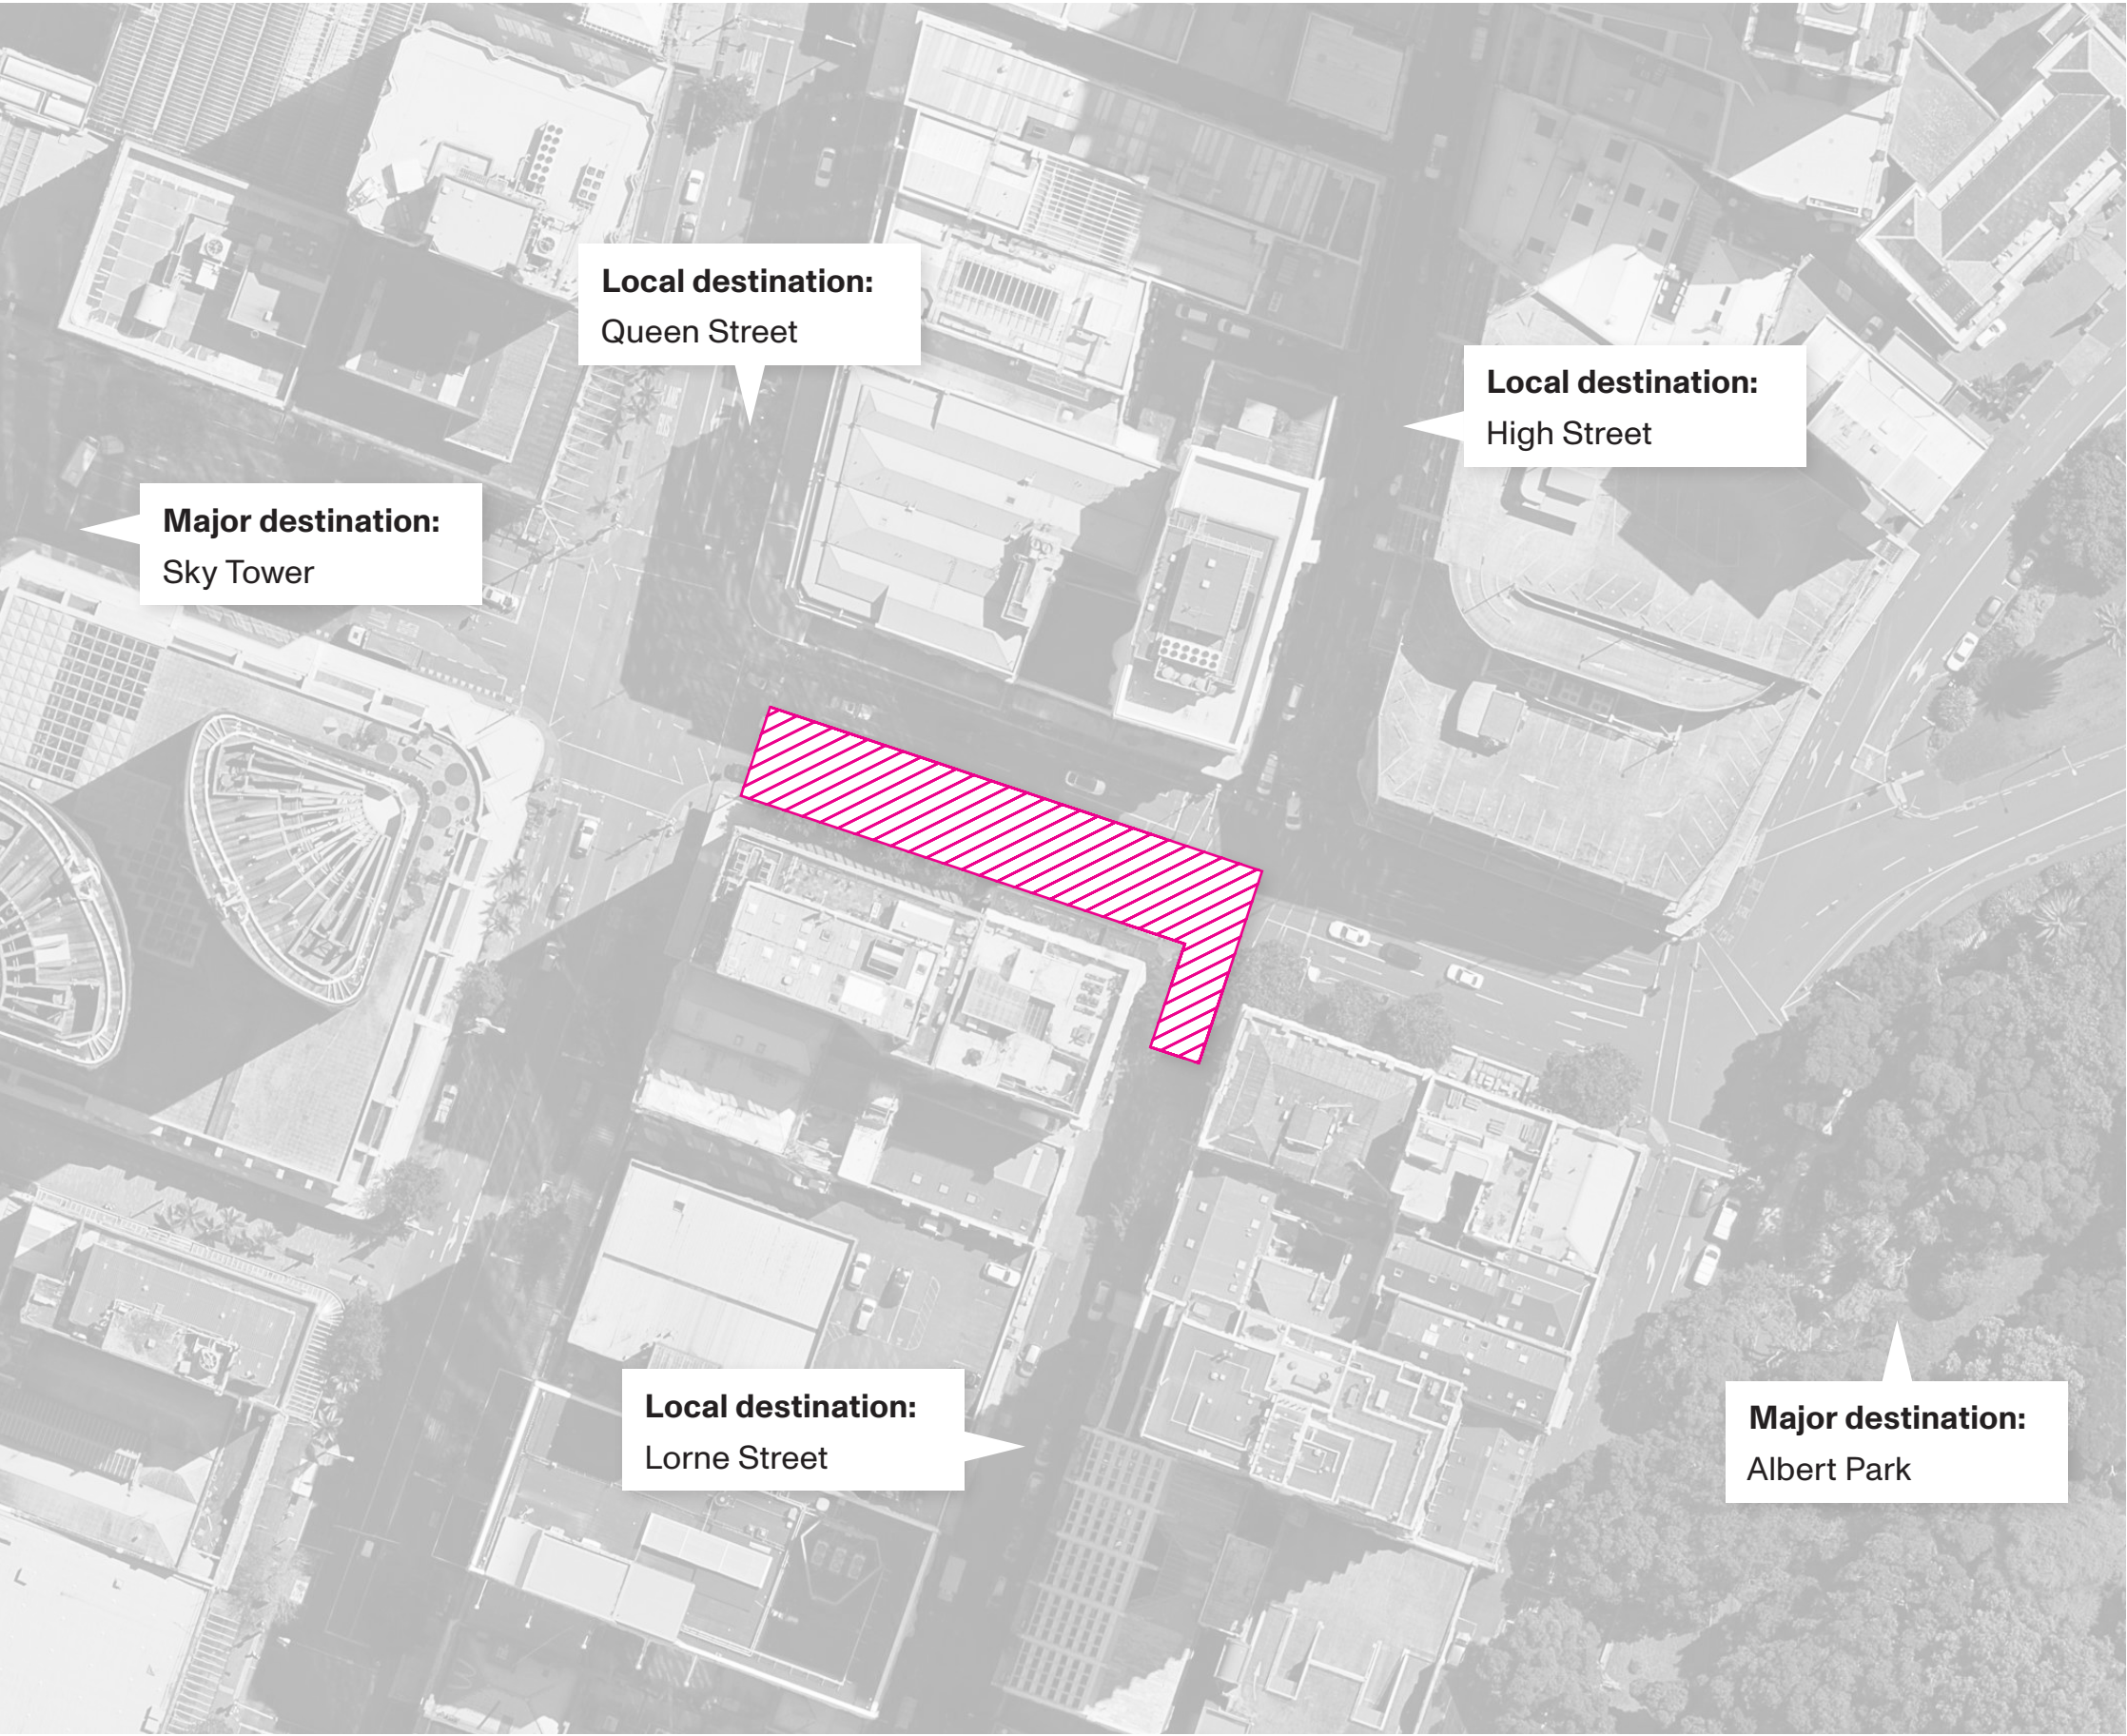 Local destination:
Queen Street
Local destination:
High Street
Major destination:
Sky Tower
Local destination:
Lorne Street
Major destination:
Albert Park